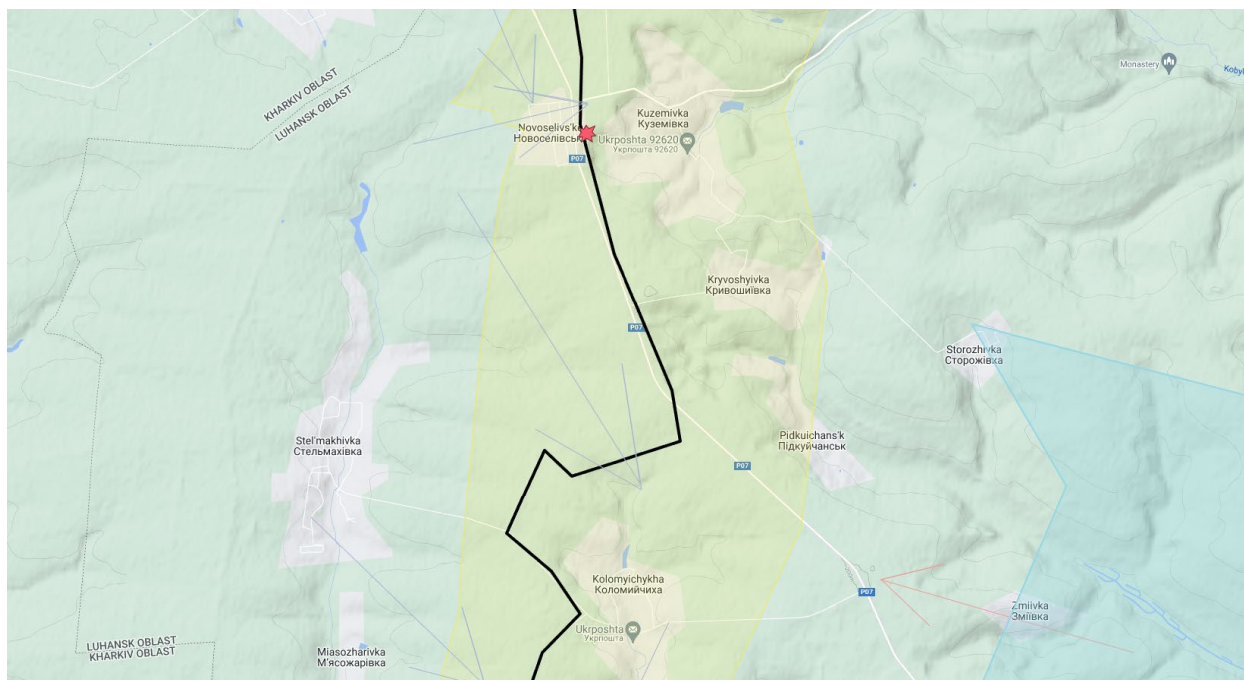 Monastery
Koby
KHARKIV OBLAST
LUHANSK OBLAST
Kuzemivka
Куземівка
Novoselivs'k
Новоселівськ
Ukrposhta 92620
Укрпошта 92620
P07
Kryvoshyivka
Кривошиївка
P07
Storozhivka
Сторожівка
Stel'makhivka
Стельмахівка
Pidkuichans'k
Підкуйчанськ
P07
Kolomyichykha
Коломийчиха
P07
Zmiivka
Зміївка
Ukrposhta
Укрпошта
LUHANSK OBLAST
KHARKIV OBLAST
Miasozharivka
М'ясожарівка